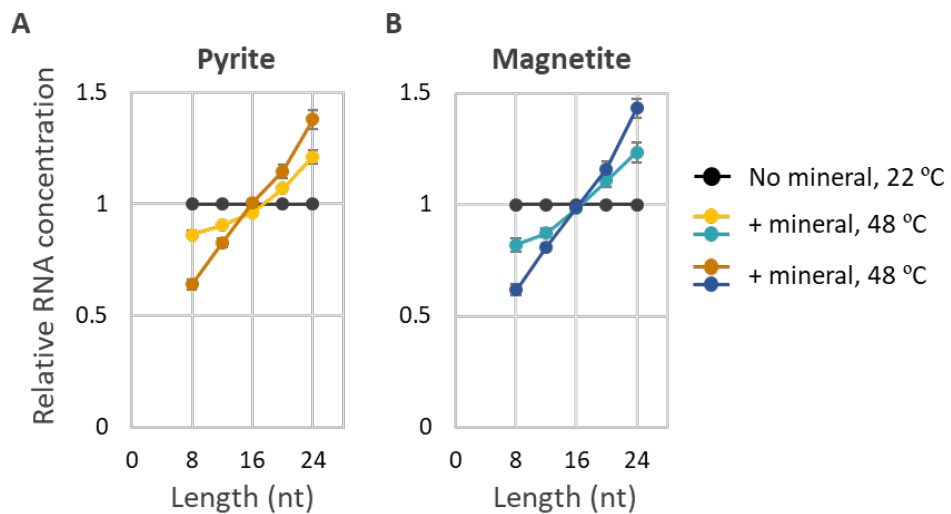 A
B
Pyrite
Magnetite
Relative RNA concentration
1.5
1
0.5
0
0
8
16
24
Length (nt)
1.5
1
0.5
0
0
8
16
24
Length (nt)
No mineral, 22 ºC
+ mineral, 48 ºC
+ mineral, 48 ºC